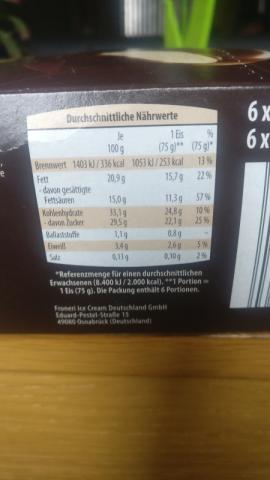 Durchschnittliche Nährwerte
Je 100 g 1 Eis (75 g)** % (75 g)*
Brennwert 1403 kJ / 336 kcal 1053 kJ / 253 kcal 13 %
Fett 20,9 g 15,7 g 22 %
- davon gesättigte
Fettsäuren 15,0 g 11,3 g 57 %
Kohlenhydrate 33,1 g 24,8 g 10 %
- davon Zucker 29,5 g 22,1 g 25 %
Ballaststoffe 1,1 g 0,8 g -
Eiweiß 3,4 g 2,6 g 5 %
Salz 0,13 g 0,10 g 2 %
*Referenzmenge für einen durchschnittlichen
Erwachsenen (8.400 kJ / 2.000 kcal). **1 Portion =
1 Eis (75 g). Die Packung enthält 6 Portionen.
Froneri Ice Cream Deutschland GmbH
Eduard-Pestel-Straße 15
49080 Osnabrück (Deutschland)
6 x
6 x